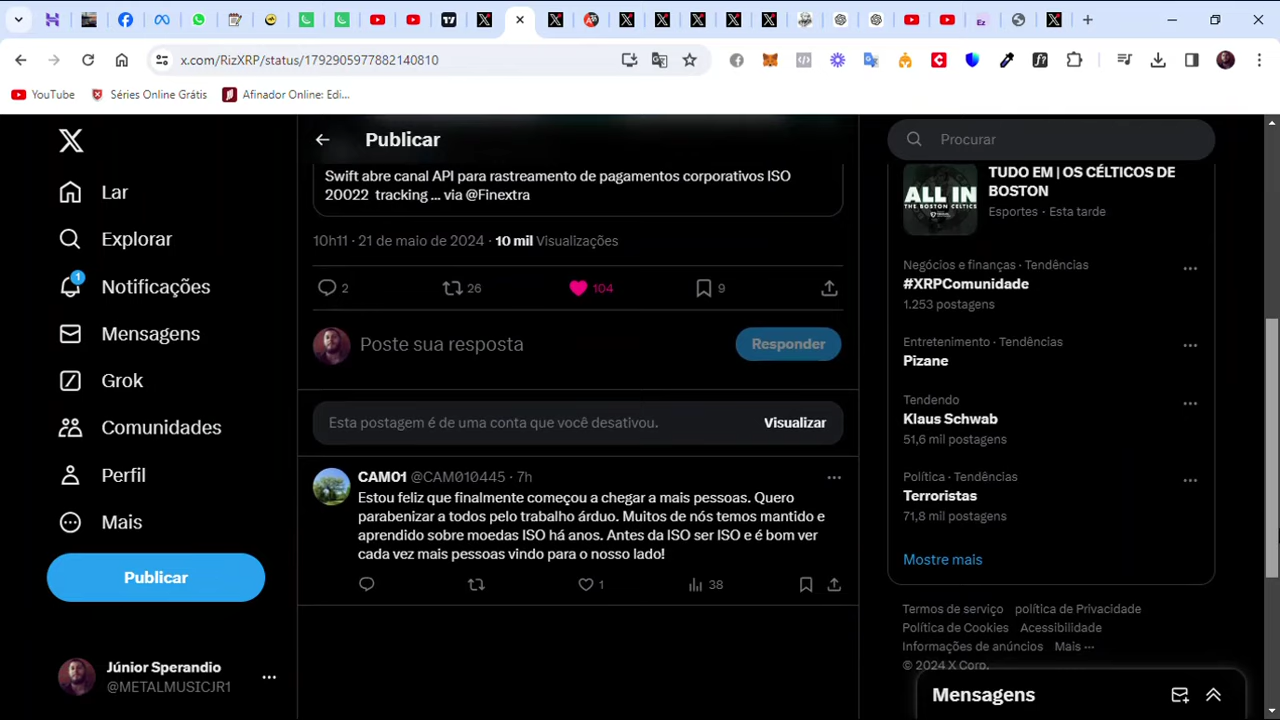 x.com/RizXRP/status/1792905977882140810
YouTube
Séries Online Grátis
Afinador Online: Edi...
Lar
Explorar
1
Notificações
Mensagens
Grok
Comunidades
Perfil
Mais
Publicar
Júnior Sperandio
@METALMUSICJR1
Publicar
Swift abre canal API para rastreamento de pagamentos corporativos ISO
20022 tracking ... via @Finextra
10h11 · 21 de maio de 2024 · 10 mil Visualizações
2
26
104
9
Poste sua resposta
Responder
Esta postagem é de uma conta que você desativou.
Visualizar
CAM01 @CAM010445 · 7h
Estou feliz que finalmente começou a chegar a mais pessoas. Quero
parabenizar a todos pelo trabalho árduo. Muitos de nós temos mantido e
aprendido sobre moedas ISO há anos. Antes da ISO ser ISO e é bom ver
cada vez mais pessoas vindo para o nosso lado!
1
38
Procurar
ALL IN
THE BOSTON CELTICS
TUDO EM | OS CÉLTICOS DE
BOSTON
Esportes · Esta tarde
Negócios e finanças · Tendências
#XRPComunidade
1.253 postagens
Entretenimento · Tendências
Pizane
Tendendo
Klaus Schwab
51,6 mil postagens
Política · Tendências
Terroristas
71,8 mil postagens
Mostre mais
Termos de serviço política de Privacidade
Política de Cookies Acessibilidade
Informações de anúncios Mais ···
© 2024 X Corp.
Mensagens